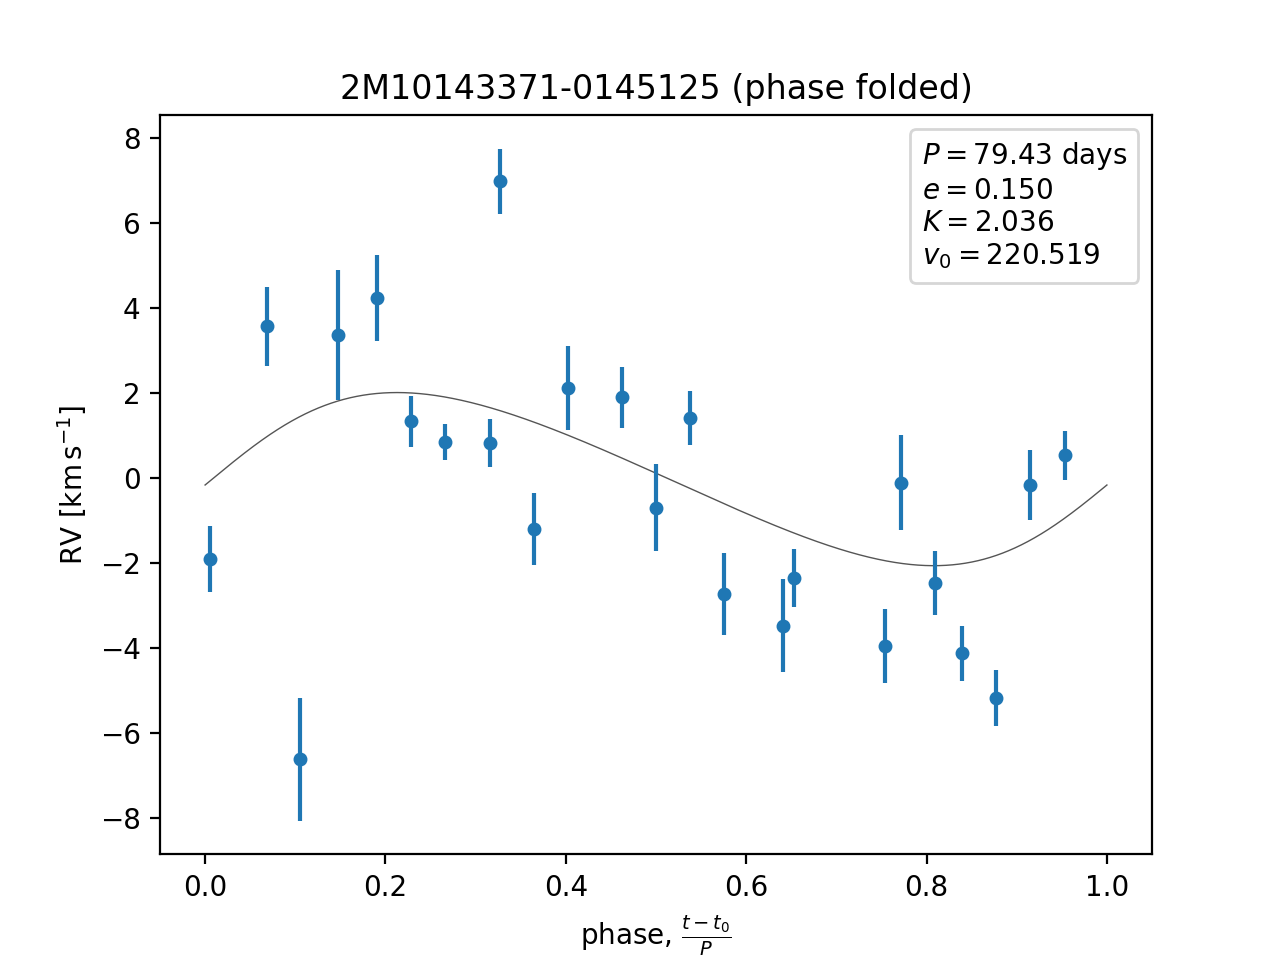 2M10143371-0145125 (phase folded)
P = 79.43 days
e = 0.150
K = 2.036
v₀ = 220.519
RV [km s⁻¹]
8
6
4
2
0
−2
−4
−6
−8
0.0 0.2 0.4 0.6 0.8 1.0
phase, (t − t₀)/P